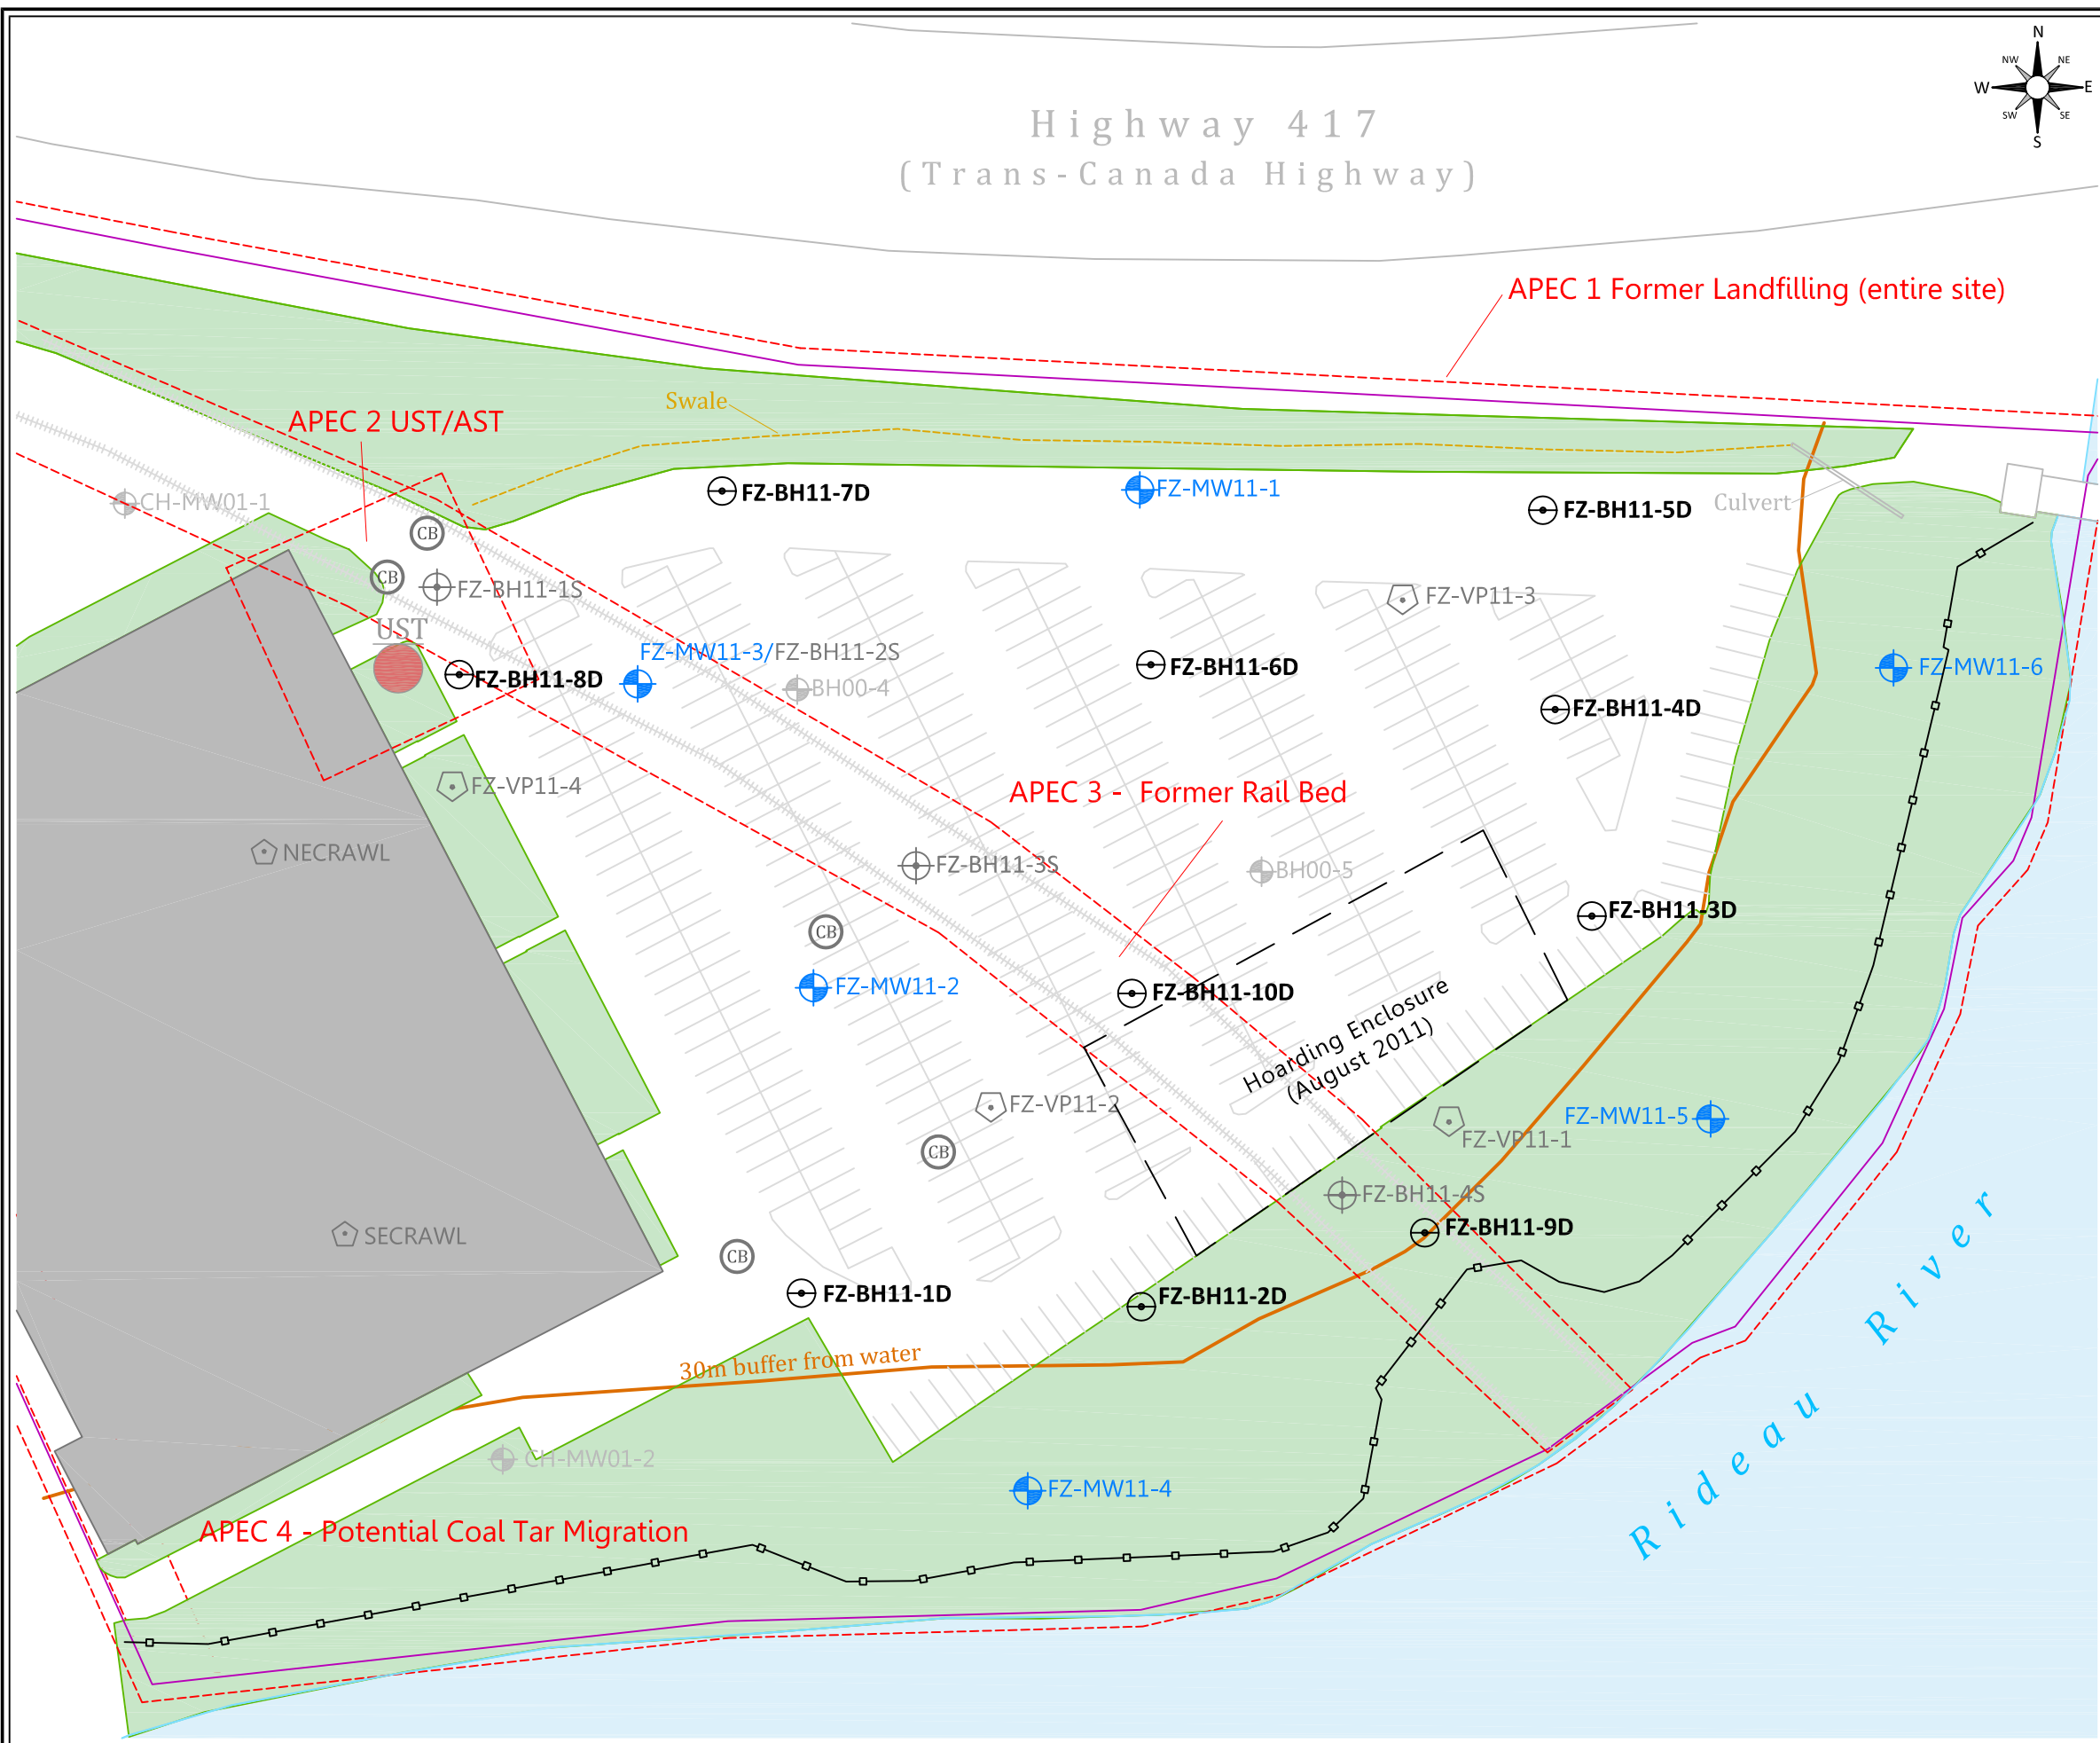 N
NW
NE
W
E
SW
SE
S
Highway 417
(Trans-Canada Highway)
APEC 1 Former Landfilling (entire site)
Swale
APEC 2 UST/AST
CH-MW01-1
FZ-BH11-7D
FZ-MW11-1
FZ-BH11-5D
Culvert
CB
CB
FZ-BH11-1S
FZ-VP11-3
UST
FZ-MW11-3/FZ-BH11-2S
FZ-BH11-8D
BH00-4
FZ-BH11-6D
FZ-MW11-6
FZ-BH11-4D
FZ-VP11-4
APEC 3 - Former Rail Bed
NECRAWL
FZ-BH11-3S
BH00-5
FZ-BH11-3D
CB
FZ-MW11-2
FZ-BH11-10D
Hoarding Enclosure
(August 2011)
FZ-VP11-2
FZ-MW11-5
FZ-VP11-1
CB
FZ-BH11-4S
SECRAWL
FZ-BH11-9D
CB
FZ-BH11-1D
FZ-BH11-2D
Rideau River
30m buffer from water
CH-MW01-2
FZ-MW11-4
APEC 4 - Potential Coal Tar Migration